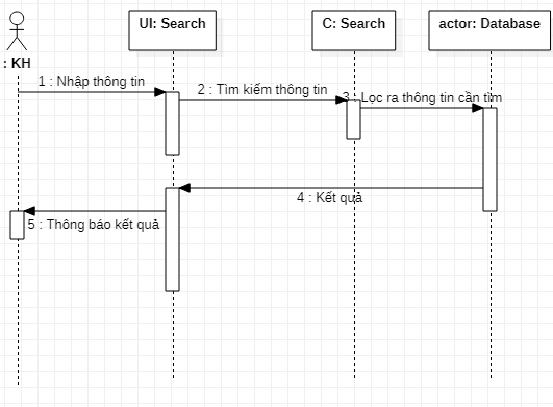 UI: Search
C: Search
actor: Database
: KH
1 : Nhập thông tin
2 : Tìm kiếm thông tin
3 : Lọc ra thông tin cần tìm
4 : Kết quả
5 : Thông báo kết quả